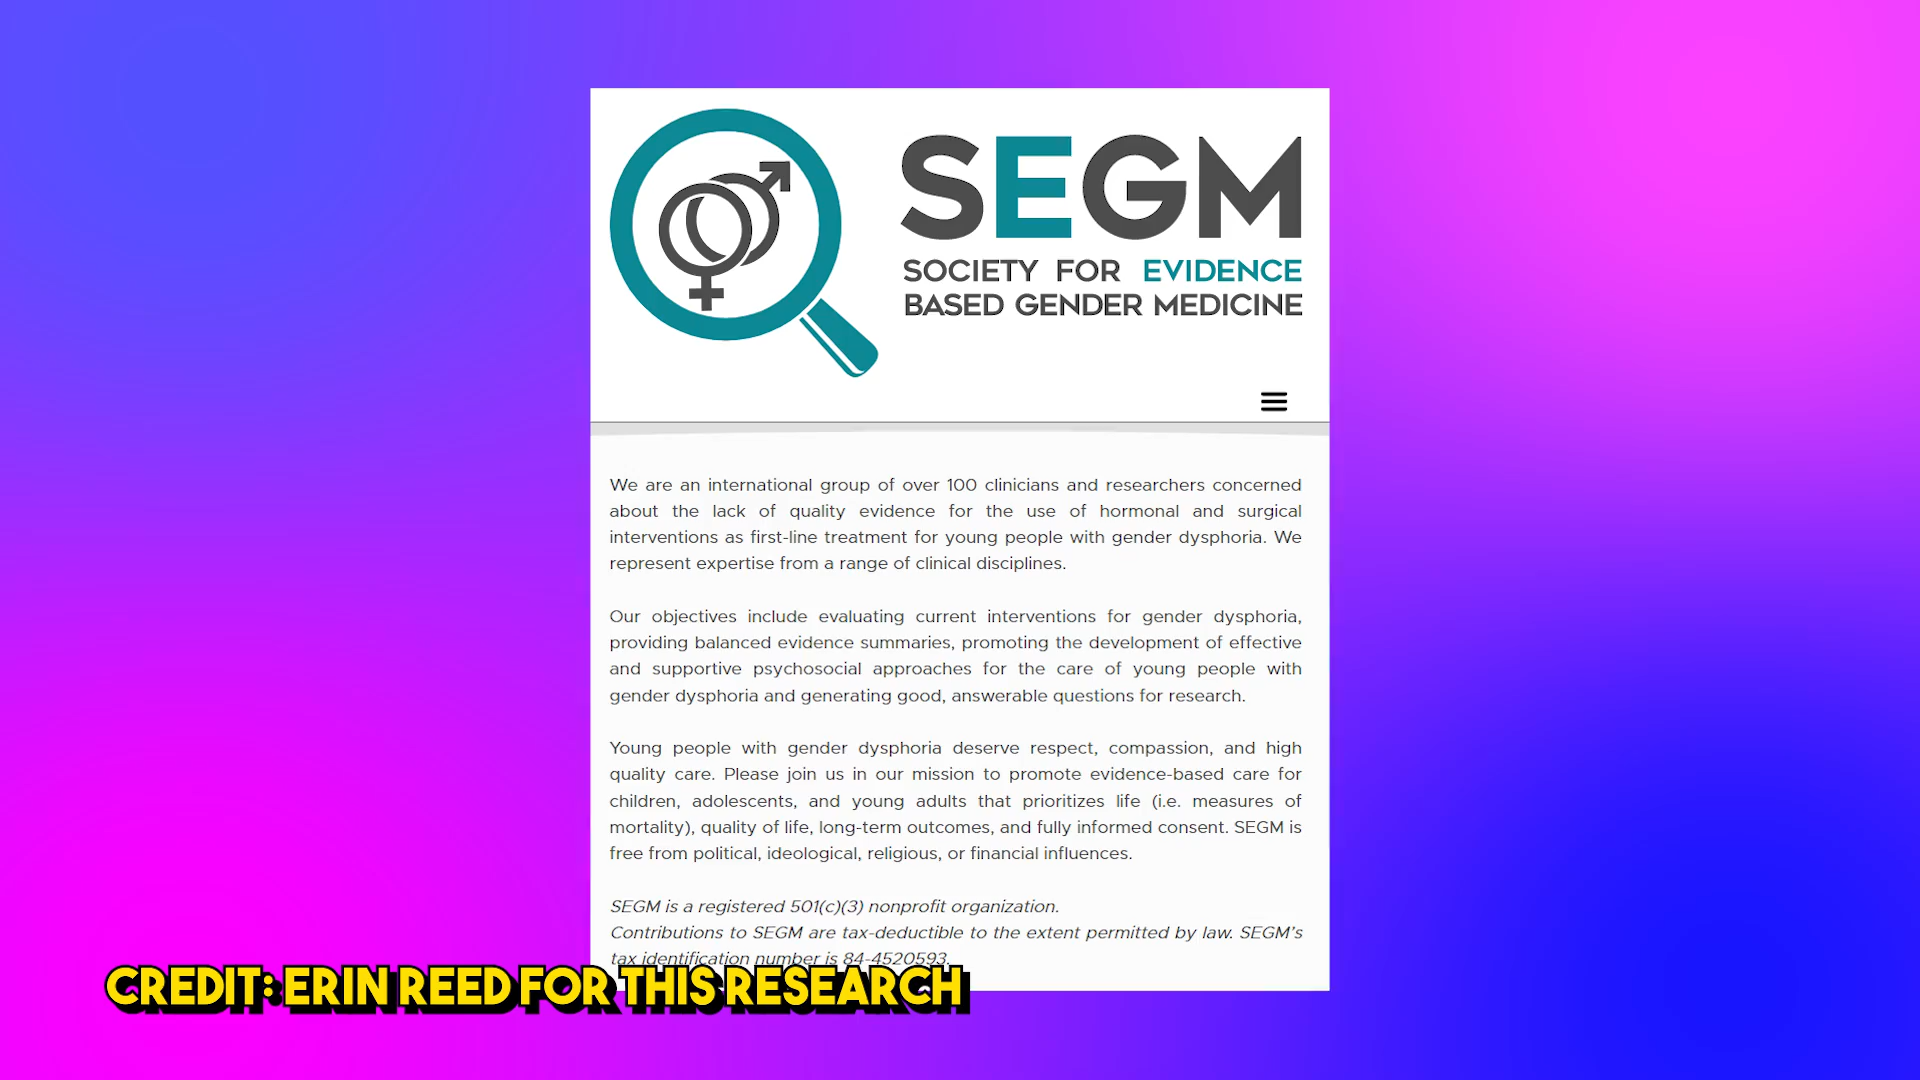 SEGM
SOCIETY FOR EVIDENCE
BASED GENDER MEDICINE
We are an international group of over 100 clinicians and researchers concerned
about the lack of quality evidence for the use of hormonal and surgical
interventions as first-line treatment for young people with gender dysphoria. We
represent expertise from a range of clinical disciplines.
Our objectives include evaluating current interventions for gender dysphoria,
providing balanced evidence summaries, promoting the development of effective
and supportive psychosocial approaches for the care of young people with
gender dysphoria and generating good, answerable questions for research.
Young people with gender dysphoria deserve respect, compassion, and high
quality care. Please join us in our mission to promote evidence-based care for
children, adolescents, and young adults that prioritizes life (i.e. measures of
mortality), quality of life, long-term outcomes, and fully informed consent. SEGM is
free from political, ideological, religious, or financial influences.
SEGM is a registered 501(c)(3) nonprofit organization.
Contributions to SEGM are tax-deductible to the extent permitted by law. SEGM's
tax identification number is 84-4520593.
CREDIT: ERIN REED FOR THIS RESEARCH